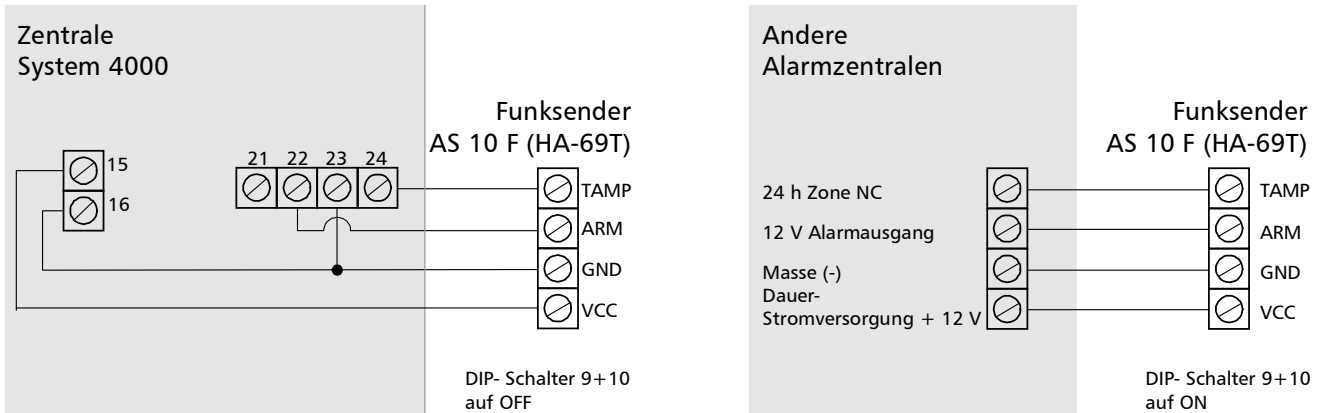 Zentrale
System 4000
Funksender
AS 10 F (HA-69T)
15
16
21 22 23 24
TAMP
ARM
GND
VCC
DIP- Schalter 9+10
auf OFF
Andere
Alarmzentralen
Funksender
AS 10 F (HA-69T)
24 h Zone NC
12 V Alarmausgang
Masse (-)
Dauer-
Stromversorgung + 12 V
TAMP
ARM
GND
VCC
DIP- Schalter 9+10
auf ON